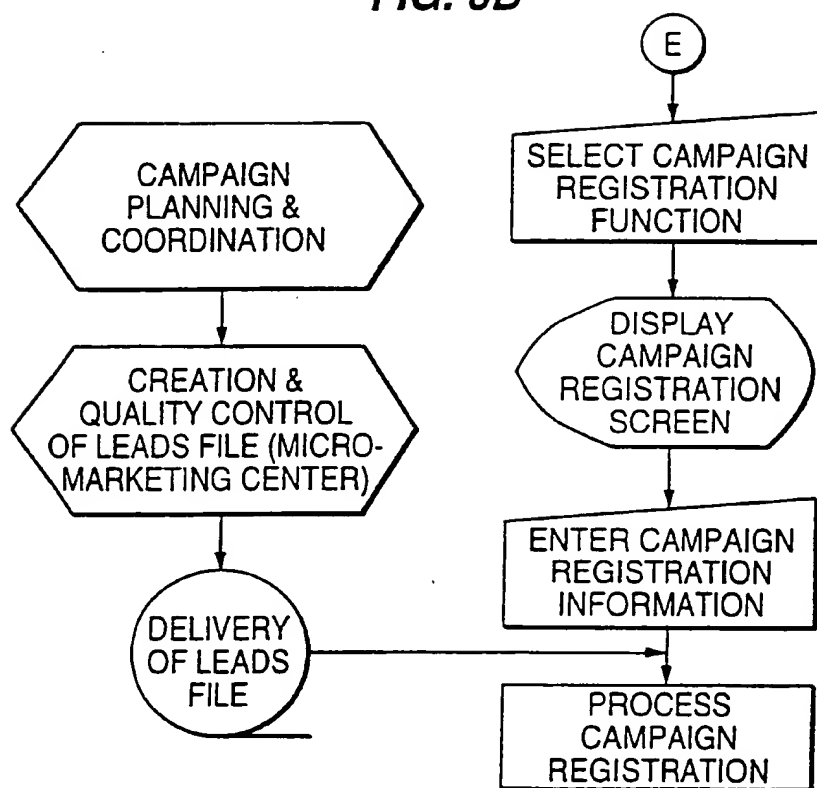 E
CAMPAIGN
PLANNING &
COORDINATION
CREATION &
QUALITY CONTROL
OF LEADS FILE (MICRO-
MARKETING CENTER)
DELIVERY
OF LEADS
FILE
SELECT CAMPAIGN
REGISTRATION
FUNCTION
DISPLAY
CAMPAIGN
REGISTRATION
SCREEN
ENTER CAMPAIGN
REGISTRATION
INFORMATION
PROCESS
CAMPAIGN
REGISTRATION